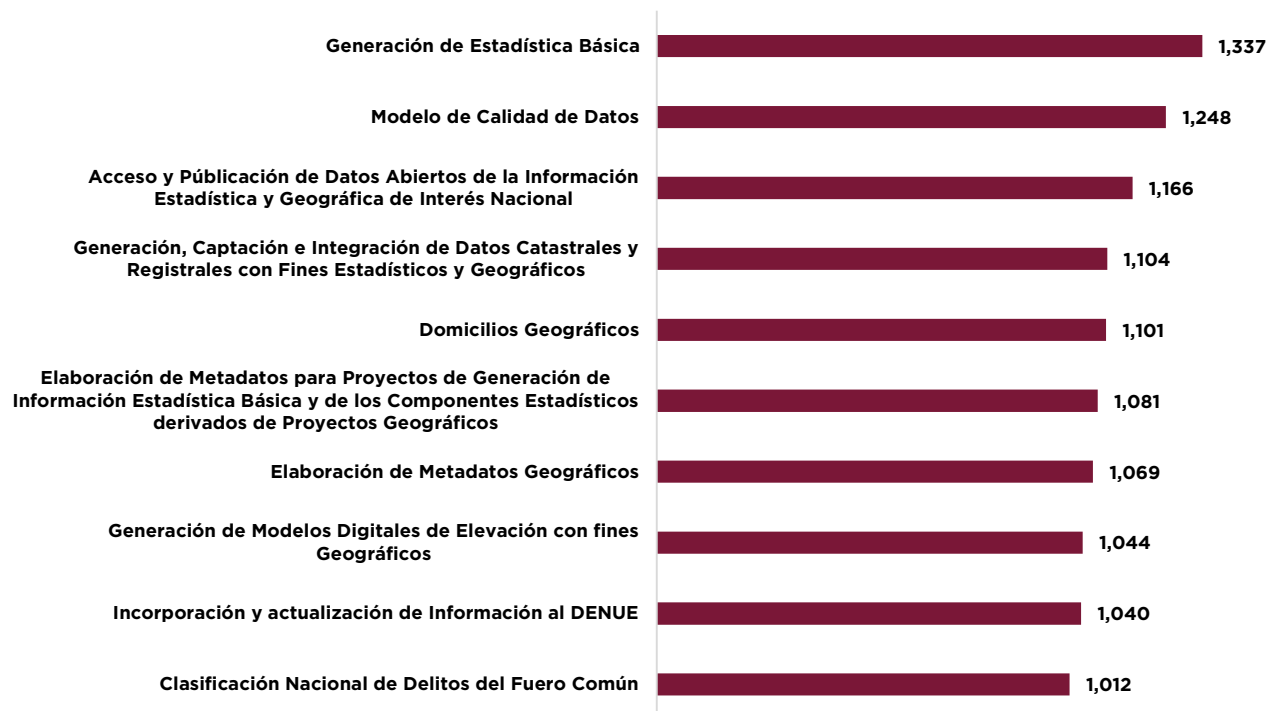 Generación de Estadística Básica
1,337
Modelo de Calidad de Datos
1,248
Acceso y Públicación de Datos Abiertos de la Información
Estadística y Geográfica de Interés Nacional
1,166
Generación, Captación e Integración de Datos Catastrales y
Registrales con Fines Estadísticos y Geográficos
1,104
Domicilios Geográficos
1,101
Elaboración de Metadatos para Proyectos de Generación de
Información Estadística Básica y de los Componentes Estadísticos
derivados de Proyectos Geográficos
1,081
Elaboración de Metadatos Geográficos
1,069
Generación de Modelos Digitales de Elevación con fines
Geográficos
1,044
Incorporación y actualización de Información al DENUE
1,040
Clasificación Nacional de Delitos del Fuero Común
1,012